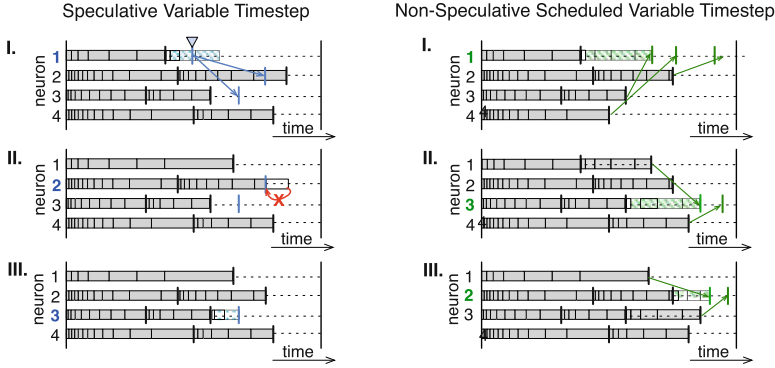 Speculative Variable Timestep
Non-Speculative Scheduled Variable Timestep
I.
neuron
1
2
3
4
time
II.
neuron
1
2
3
4
X
time
III.
neuron
1
2
3
4
time
I.
neuron
1
2
3
4
time
II.
neuron
1
2
3
4
time
III.
neuron
1
2
3
4
time